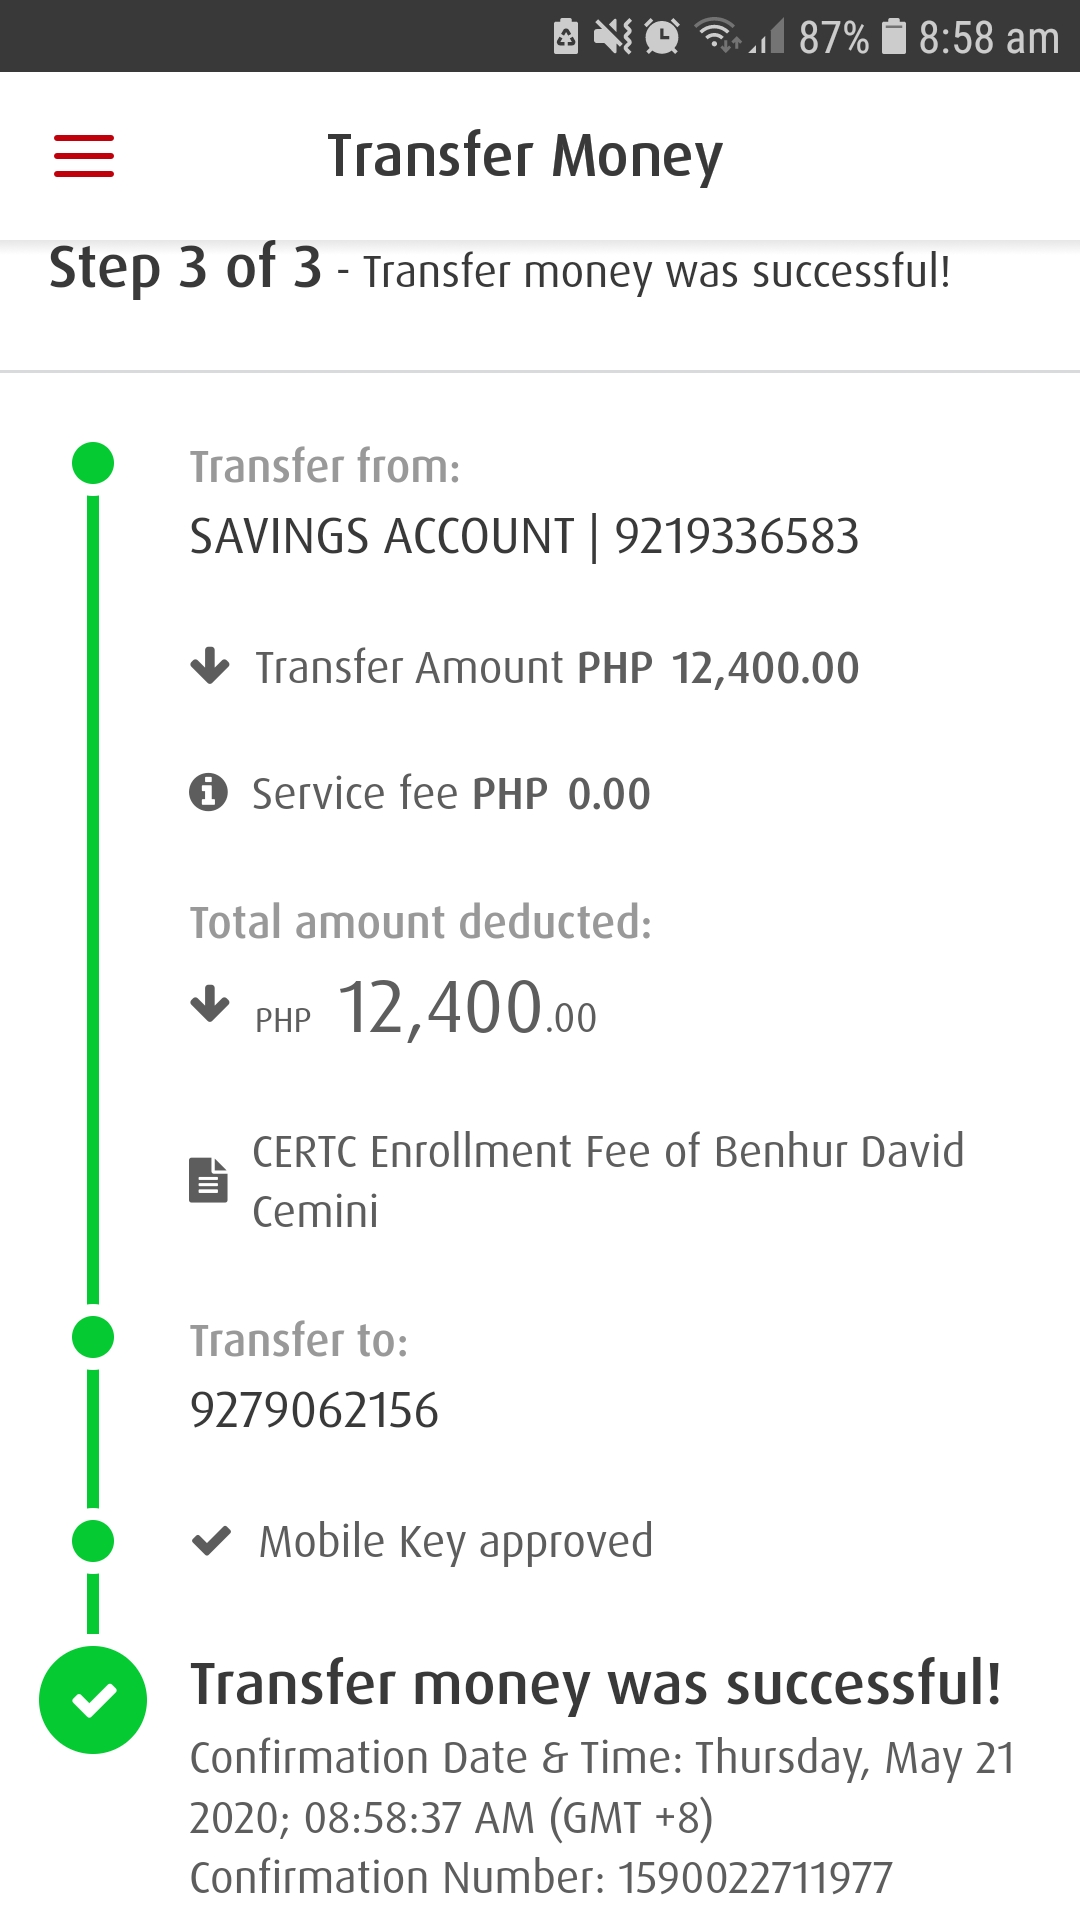 87% 8:58 am
Transfer Money
Step 3 of 3 - Transfer money was successful!
Transfer from:
SAVINGS ACCOUNT | 9219336583
Transfer Amount PHP 12,400.00
Service fee PHP 0.00
Total amount deducted:
PHP 12,400.00
CERTC Enrollment Fee of Benhur David
Cemini
Transfer to:
9279062156
Mobile Key approved
Transfer money was successful!
Confirmation Date & Time: Thursday, May 21
2020; 08:58:37 AM (GMT +8)
Confirmation Number: 1590022711977